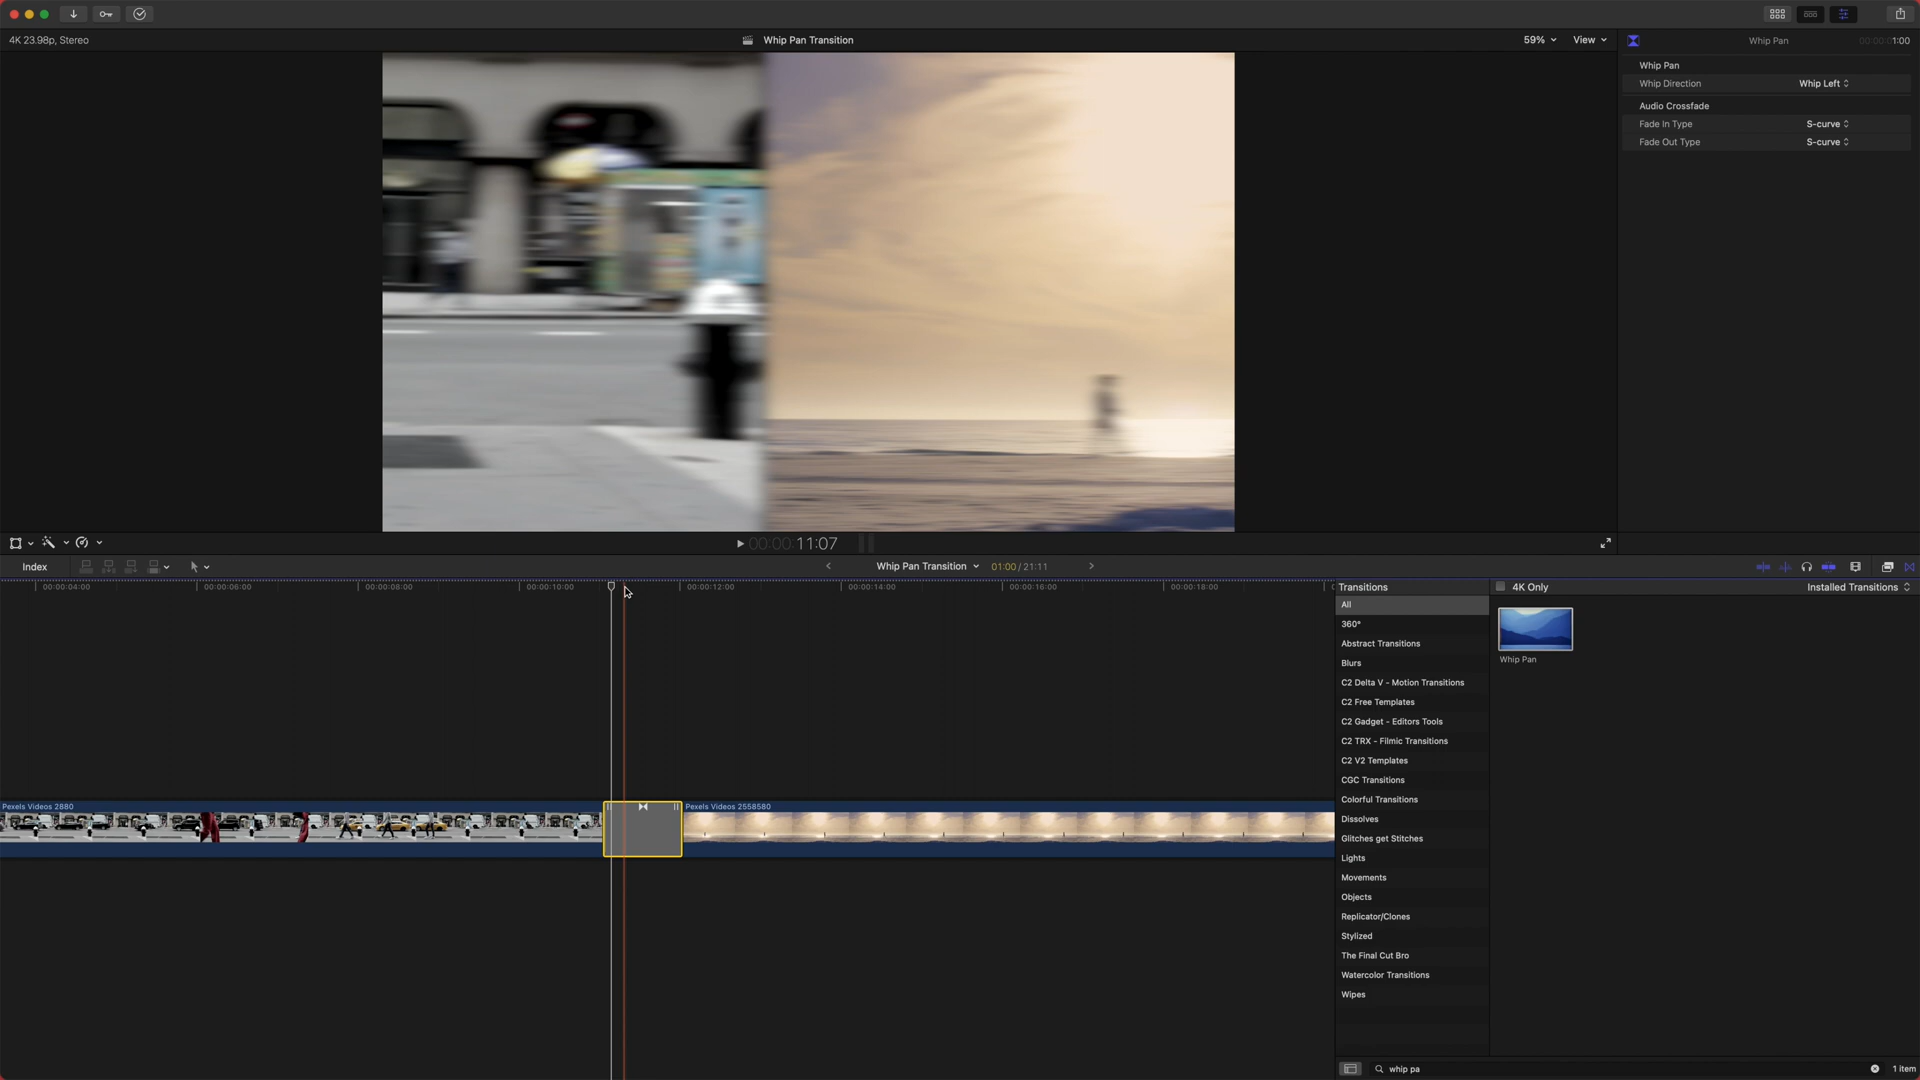 4K 23.98p, Stereo
Whip Pan Transition
59%
View
Whip Pan
00:00:01:00
Whip Pan
Whip Direction
Whip Left
Audio Crossfade
Fade In Type
S-curve
Fade Out Type
S-curve
00:00:11:07
Index
Whip Pan Transition
01:00 / 21:11
00:00:04:00
00:00:06:00
00:00:08:00
00:00:10:00
00:00:12:00
00:00:14:00
00:00:16:00
00:00:18:00
Transitions
4K Only
Installed Transitions
All
360°
Abstract Transitions
Blurs
C2 Delta V - Motion Transitions
C2 Free Templates
C2 Gadget - Editors Tools
C2 TRX - Filmic Transitions
C2 V2 Templates
CGC Transitions
Colorful Transitions
Dissolves
Glitches get Stitches
Lights
Movements
Objects
Replicator/Clones
Stylized
The Final Cut Bro
Watercolor Transitions
Wipes
Whip Pan
Pexels Videos 2880
Pexels Videos 2558580
whip pa
1 item